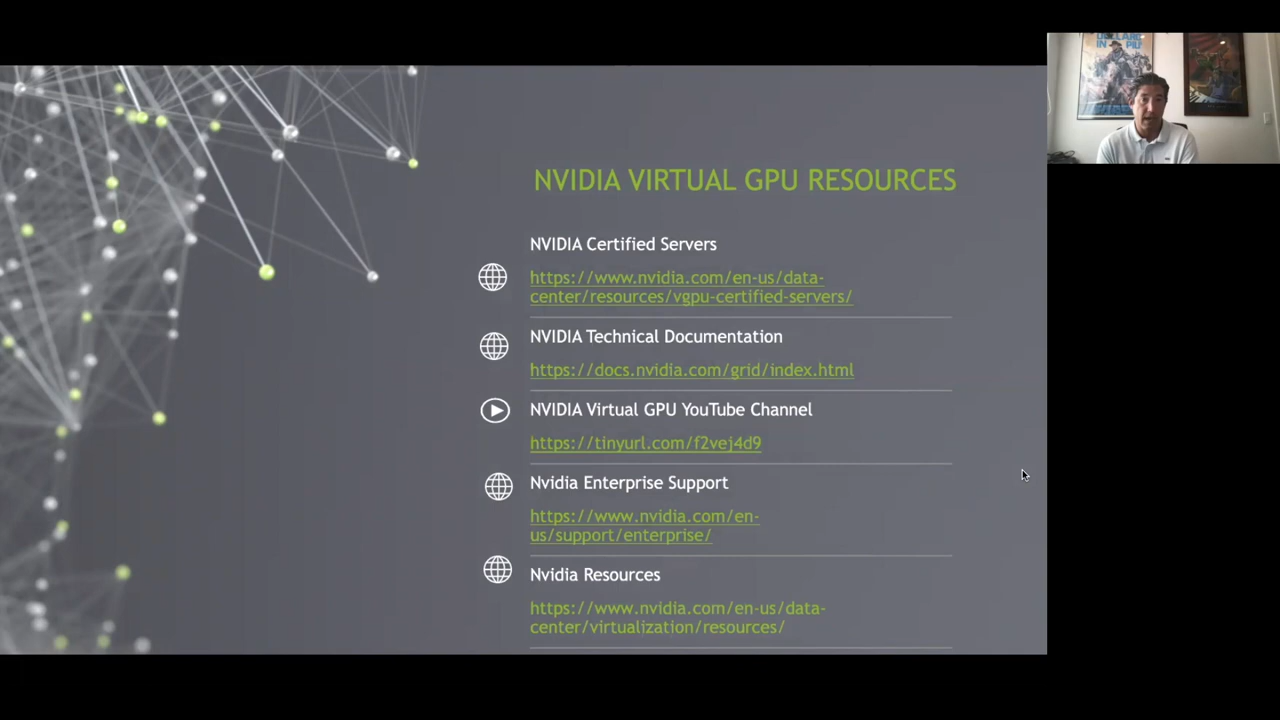 NVIDIA VIRTUAL GPU RESOURCES
NVIDIA Certified Servers
https://www.nvidia.com/en-us/data-
center/resources/vgpu-certified-servers/
NVIDIA Technical Documentation
https://docs.nvidia.com/grid/index.html
NVIDIA Virtual GPU YouTube Channel
https://tinyurl.com/f2vej4d9
Nvidia Enterprise Support
https://www.nvidia.com/en-
us/support/enterprise/
Nvidia Resources
https://www.nvidia.com/en-us/data-
center/virtualization/resources/